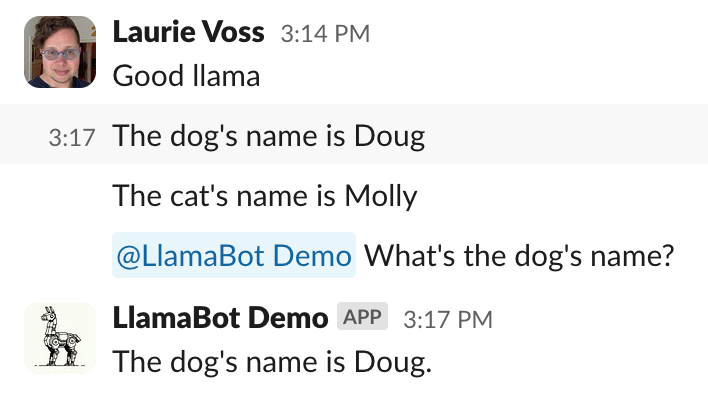 Laurie Voss 3:14 PM
Good llama
3:17 The dog's name is Doug
The cat's name is Molly
@LlamaBot Demo What's the dog's name?
LlamaBot Demo APP 3:17 PM
The dog's name is Doug.